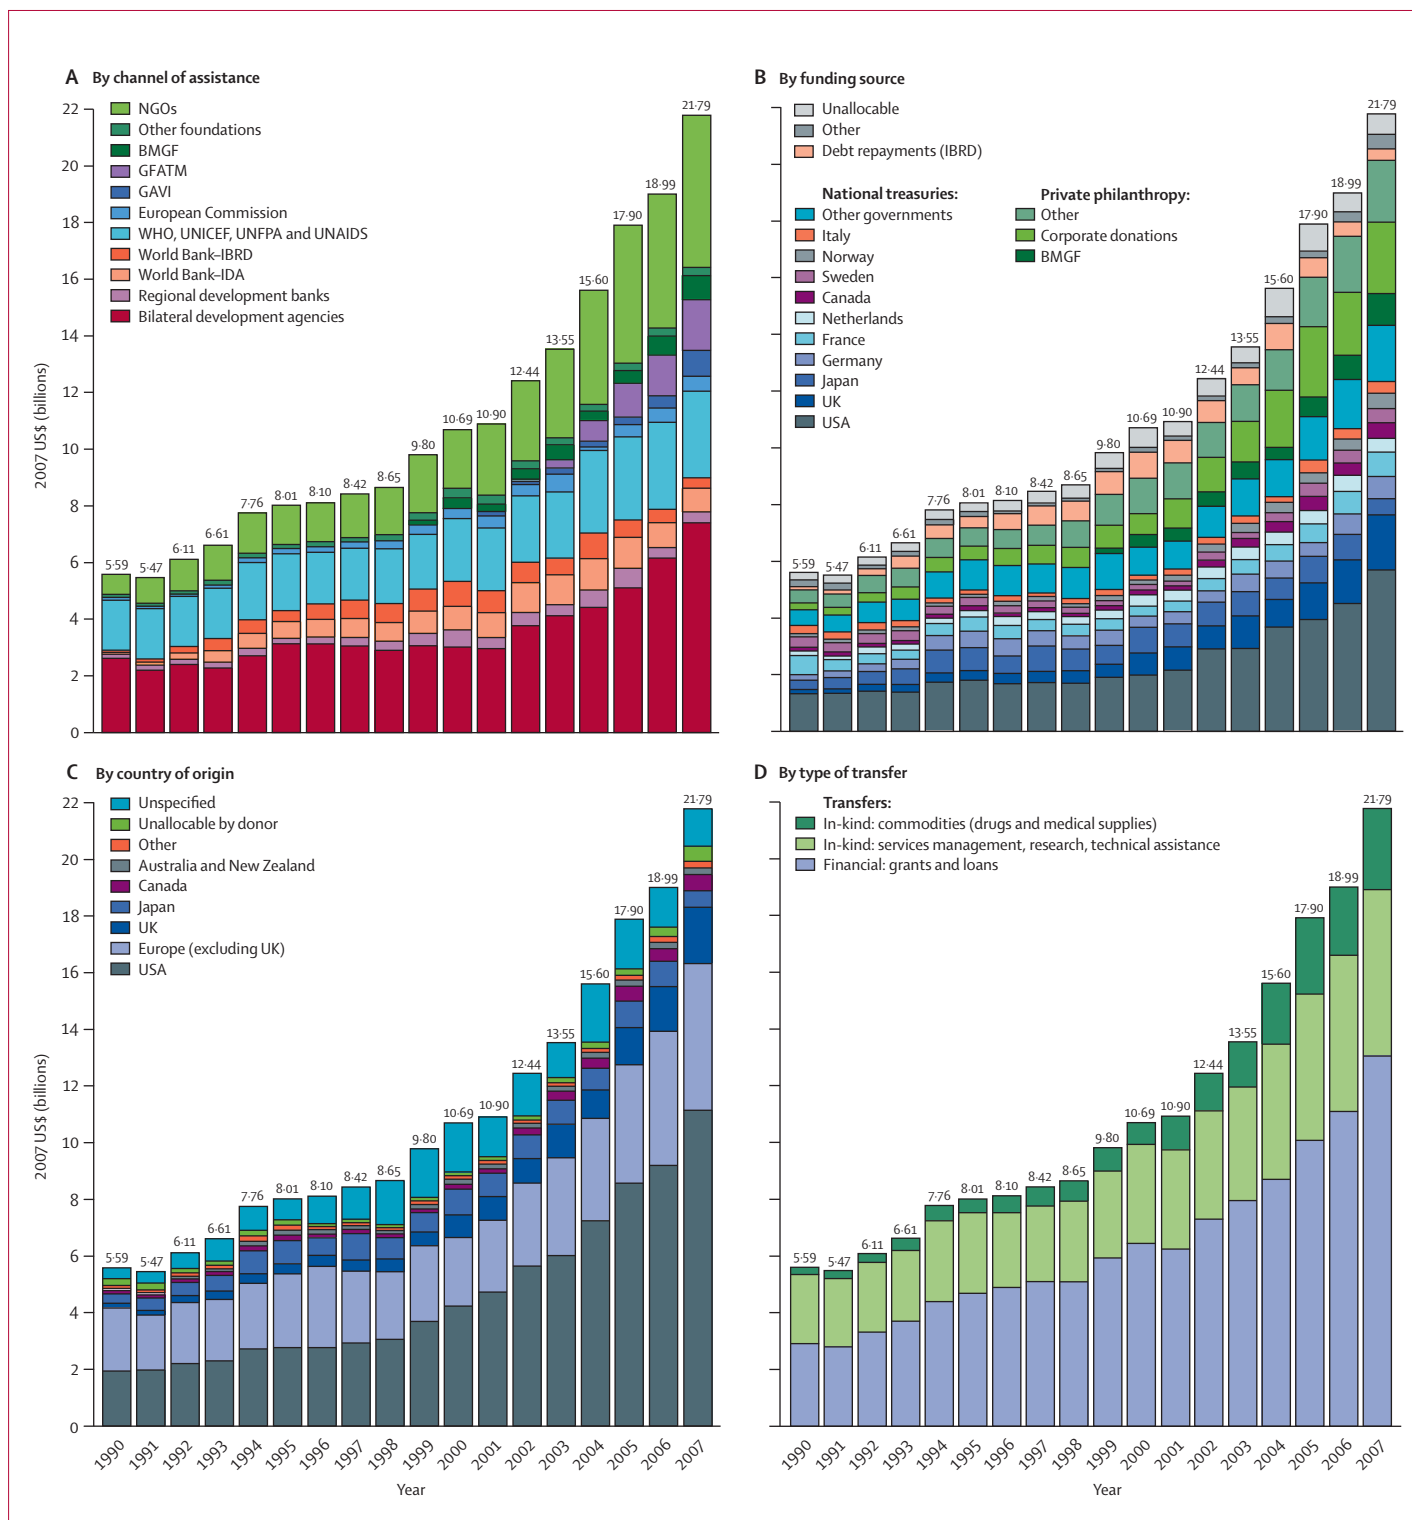 A By channel of assistance
22
20
18
16
14
12
10
8
6
4
2
0
2007 US$ (billions)
NGOs
Other foundations
BMGF
GFATM
GAVI
European Commission
WHO, UNICEF, UNFPA and UNAIDS
World Bank–IBRD
World Bank–IDA
Regional development banks
Bilateral development agencies
5·59
5·47
6·11
6·61
7·76
8·01
8·10
8·42
8·65
9·80
10·69
10·90
12·44
13·55
15·60
17·90
18·99
21·79
B By funding source
Unallocable
Other
Debt repayments (IBRD)
National treasuries:
Other governments
Italy
Norway
Sweden
Canada
Netherlands
France
Germany
Japan
UK
USA
Private philanthropy:
Other
Corporate donations
BMGF
5·59
5·47
6·11
6·61
7·76
8·01
8·10
8·42
8·65
9·80
10·69
10·90
12·44
13·55
15·60
17·90
18·99
21·79
C By country of origin
22
20
18
16
14
12
10
8
6
4
2
0
2007 US$ (billions)
Unspecified
Unallocable by donor
Other
Australia and New Zealand
Canada
Japan
UK
Europe (excluding UK)
USA
5·59
5·47
6·11
6·61
7·76
8·01
8·10
8·42
8·65
9·80
10·69
10·90
12·44
13·55
15·60
17·90
18·99
21·79
1990
1991
1992
1993
1994
1995
1996
1997
1998
1999
2000
2001
2002
2003
2004
2005
2006
2007
Year
D By type of transfer
Transfers:
In-kind: commodities (drugs and medical supplies)
In-kind: services management, research, technical assistance
Financial: grants and loans
5·59
5·47
6·11
6·61
7·76
8·01
8·10
8·42
8·65
9·80
10·69
10·90
12·44
13·55
15·60
17·90
18·99
21·79
1990
1991
1992
1993
1994
1995
1996
1997
1998
1999
2000
2001
2002
2003
2004
2005
2006
2007
Year